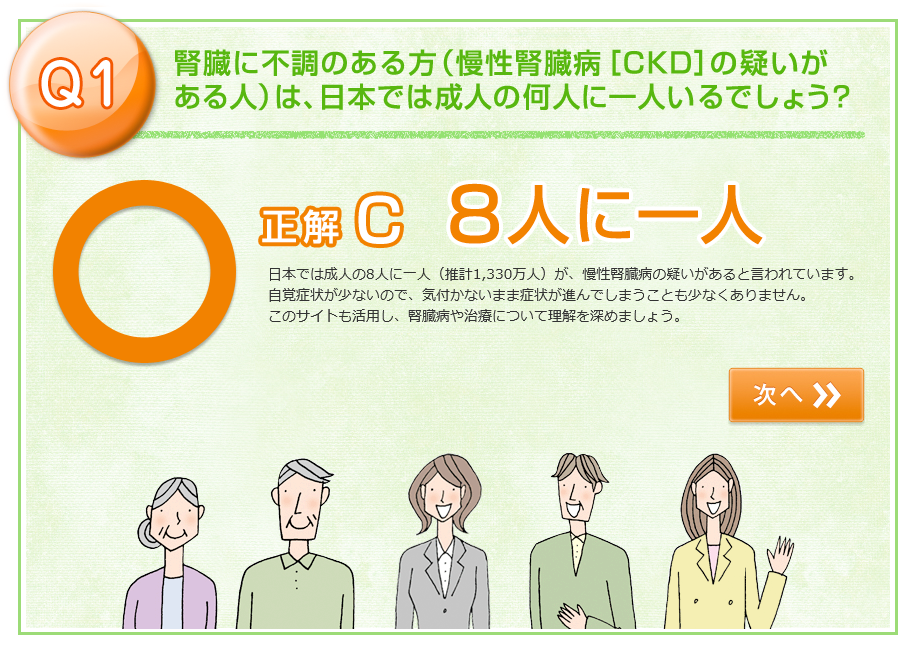 Q1
腎臓に不調のある方（慢性腎臓病［CKD］の疑いが
ある人）は、日本では成人の何人に一人いるでしょう？
正解 C 8人に一人
日本では成人の8人に一人（推計1,330万人）が、慢性腎臓病の疑いがあると言われています。
自覚症状が少ないので、気付かないまま症状が進んでしまうことも少なくありません。
このサイトも活用し、腎臓病や治療について理解を深めましょう。
次へ